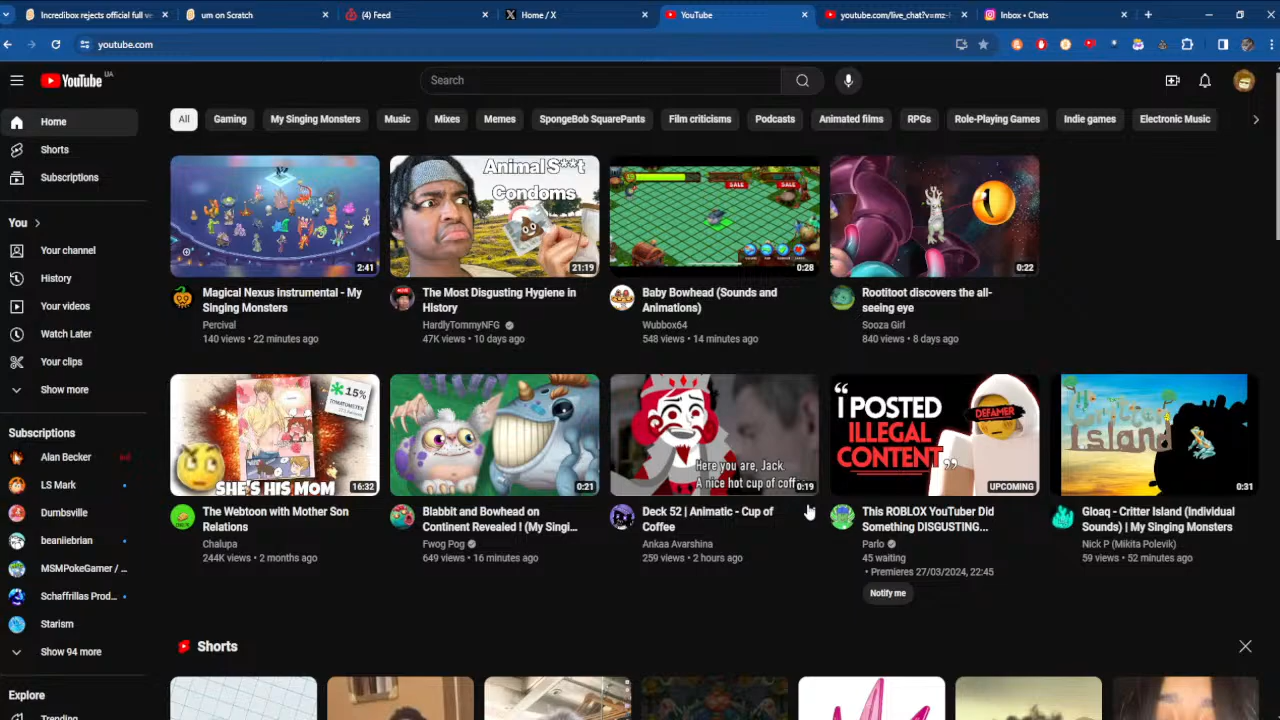 Incredibox rejects official full ve
um on Scratch
(4) Feed
Home / X
YouTube
youtube.com/live_chat?v=mz-
Inbox • Chats
youtube.com
YouTube UA
Search
All
Gaming
My Singing Monsters
Music
Mixes
Memes
SpongeBob SquarePants
Film criticisms
Podcasts
Animated films
RPGs
Role-Playing Games
Indie games
Electronic Music
Home
Shorts
Subscriptions
You
Your channel
History
Your videos
Watch Later
Your clips
Show more
Subscriptions
Alan Beacker
LS Mark
Dumbsville
beaniiebrian
MSMPokeGamer / ...
Schaffrillas Prod...
Starism
Show 94 more
Explore
Trending
2:41
Magical Nexus instrumental - My
Singing Monsters
Percival
140 views • 22 minutes ago
Animal S**t
Condoms
21:19
The Most Disgusting Hygiene in
History
HardlyTommyNFG
47K views • 10 days ago
SALE
SALE
0:28
Baby Bowhead (Sounds and
Animations)
Wubbox64
548 views • 14 minutes ago
0:22
Rootitoot discovers the all-
seeing eye
Sooza Girl
840 views • 8 days ago
15%
SHE'S HIS MOM
16:32
The Webtoon with Mother Son
Relations
Chalupa
244K views • 2 months ago
0:21
Blabbit and Bowhead on
Continent Revealed ! (My Singi...
Fwog Pog
649 views • 16 minutes ago
Here you are, Jack.
A nice hot cup of coff
0:19
Deck 52 | Animatic - Cup of
Coffee
Ankaa Avarshina
259 views • 2 hours ago
“I POSTED
ILLEGAL
CONTENT”
DEFAMER
UPCOMING
This ROBLOX YouTuber Did
Something DISGUSTING...
Parlo
45 waiting
• Premieres 27/03/2024, 22:45
Notify me
Critter
Island
0:31
Gloaq - Critter Island (Individual
Sounds) | My Singing Monsters
Nick P (Mikita Polevik)
59 views • 52 minutes ago
Shorts